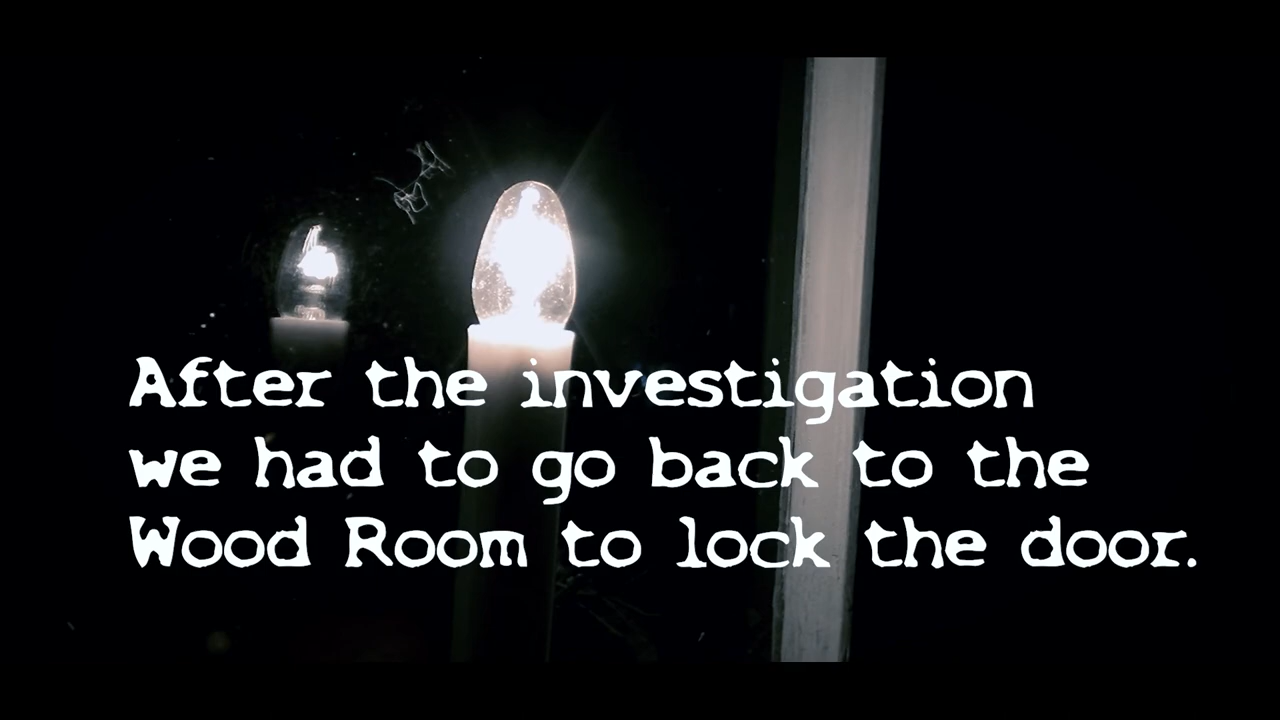 After the investigation
we had to go back to the
Wood Room to lock the door.